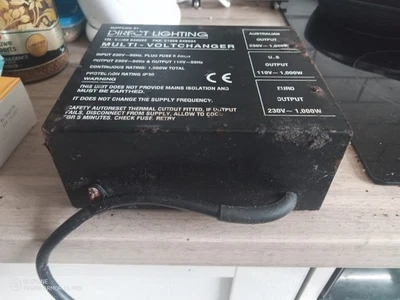 SUPPLIED BY
DIRECT LIGHTING
MULTI-VOLTCHANGER
INPUT 230V~50Hz, PLUG FUSE
OUTPUT 230V~50Hz & OUTPUT 110V~50Hz
CONTINUOUS RATING: 1,000W TOTAL
PROTECTION RATING IP20
WARNING
THIS UNIT DOES NOT PROVIDE MAINS ISOLATION AND
MUST BE EARTHED.
IT DOES NOT CHANGE THE SUPPLY FREQUENCY.
SAFETY AUTORESET THERMAL CUTOUT FITTED, IF OUTPUT
FAILS, DISCONNECT FROM SUPPLY, ALLOW TO COOL
FOR 5 MINUTES. CHECK FUSE. RETRY
CE
AUSTRALIAN
OUTPUT
230V~ 1,000W
U.S
OUTPUT
110V~ 1,000W
EURO
OUTPUT
230V~ 1,000W